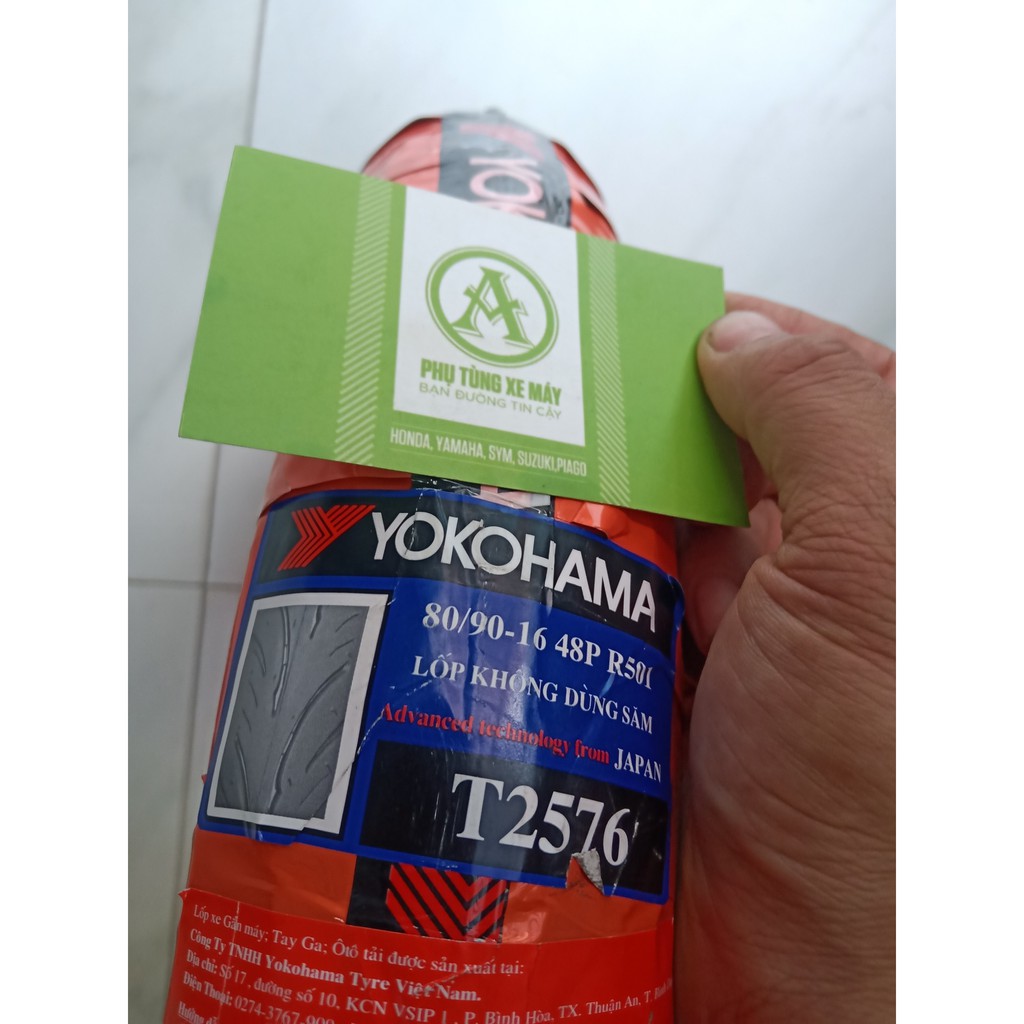 YOK
A
PHỤ TÙNG XE MÁY
BẠN ĐƯỜNG TIN CẬY
HONDA, YAMAHA, SYM, SUZUKI,PIAGO
YOKOHAMA
80/90-16 48P R501
LỐP KHÔNG DÙNG SĂM
Advanced technology from JAPAN
T2576
Lốp xe Gắn máy; Tay Ga; Ôtô tải được sản xuất tại:
Công Ty TNHH Yokohama Tyre Việt Nam.
Địa chỉ: Số 17, đường số 10, KCN VSIP 1, P. Bình Hòa, TX. Thuận An, T
Điện Thoại: 0274-3767-909